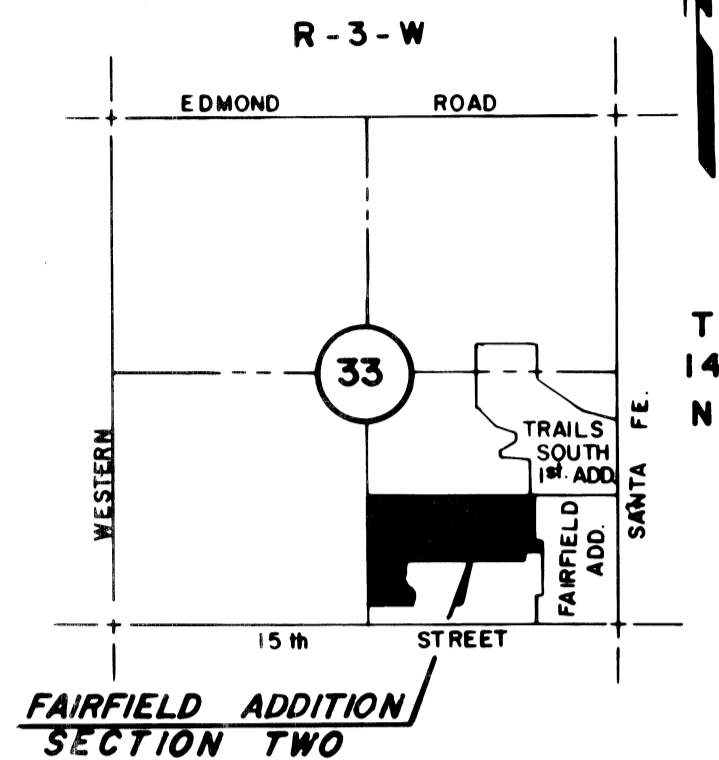 R - 3 - W
EDMOND ROAD
T
14
N
33
WESTERN
TRAILS
SOUTH
1st. ADD.
SANTA FE.
FAIRFIELD
ADD.
15 th STREET
FAIRFIELD ADDITION
SECTION TWO